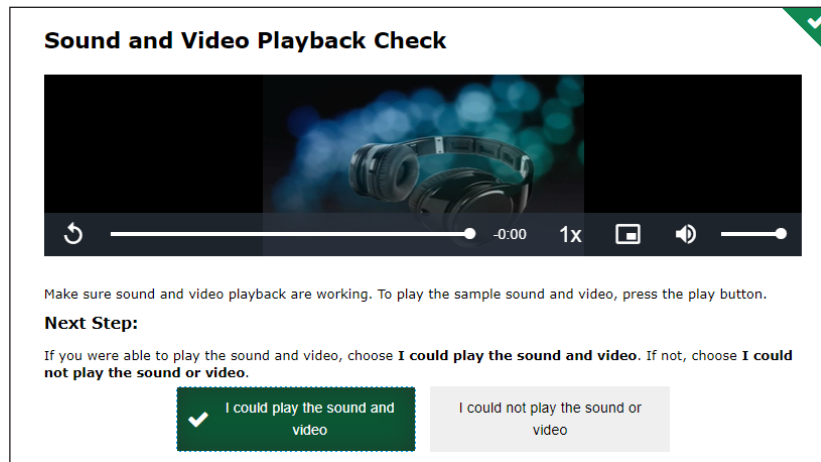 Sound and Video Playback Check
-0:00
1x
Make sure sound and video playback are working. To play the sample sound and video, press the play button.
Next Step:
If you were able to play the sound and video, choose I could play the sound and video. If not, choose I could
not play the sound or video.
I could play the sound and
video
I could not play the sound or
video